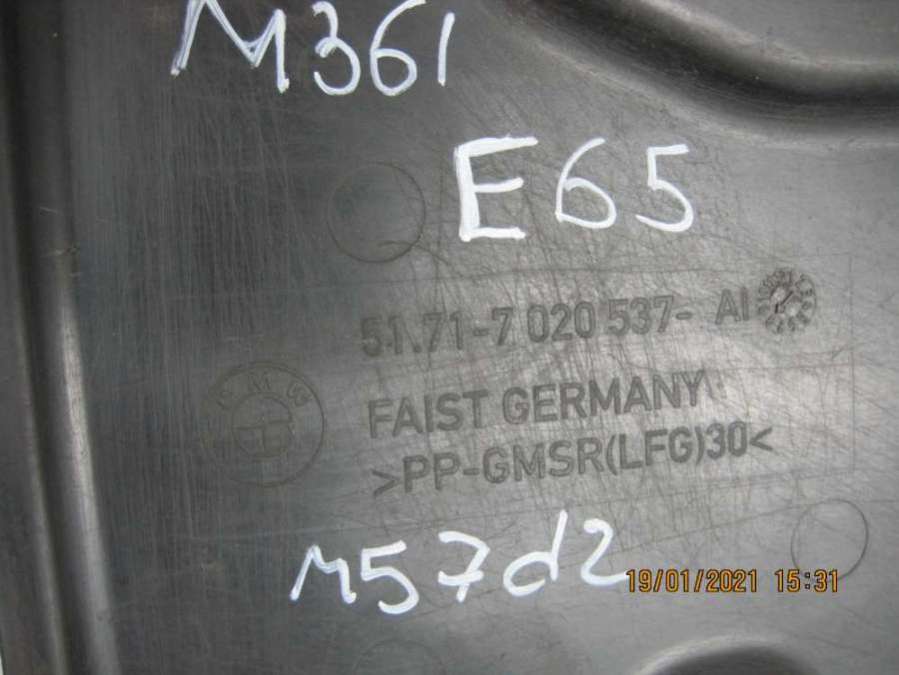 M361
E65
51.71-7 020 537- AI
BMW
FAIST GERMANY
>PP-GMSR(LFG)30<
M57d2
19/01/2021 15:31